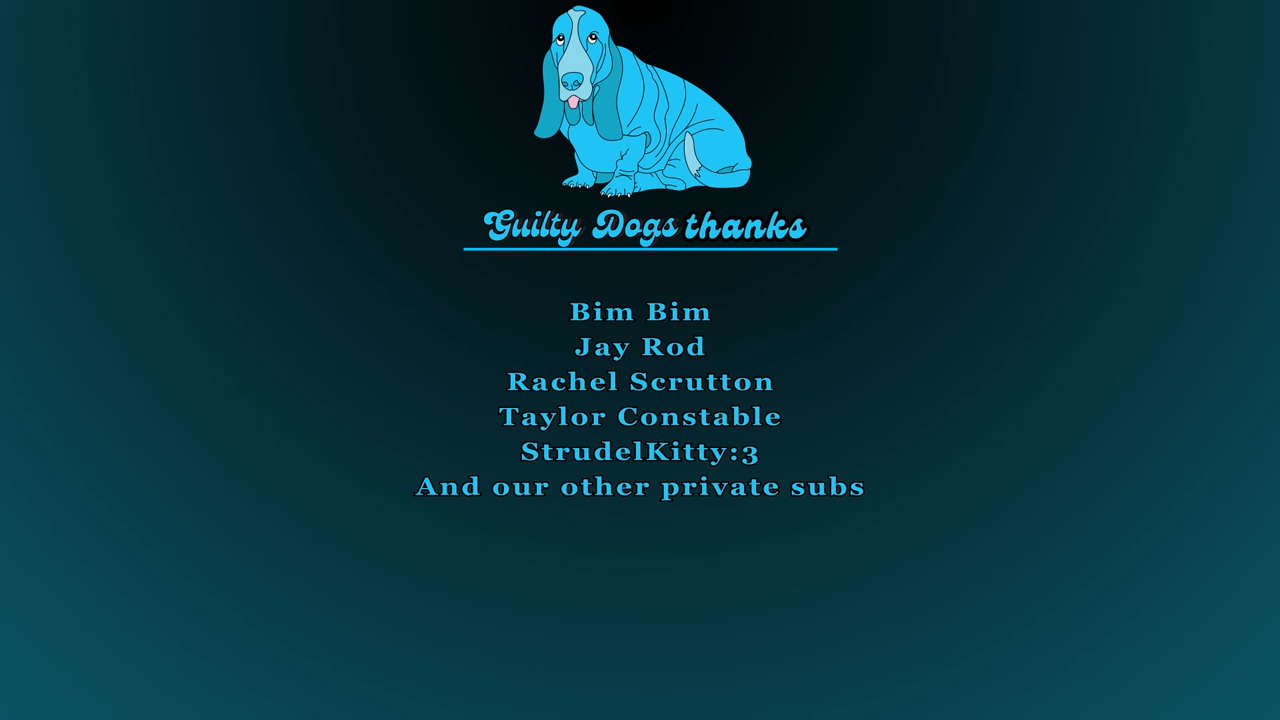 Guilty Dogs thanks
Bim Bim
Jay Rod
Rachel Scrutton
Taylor Constable
StrudelKitty:3
And our other private subs